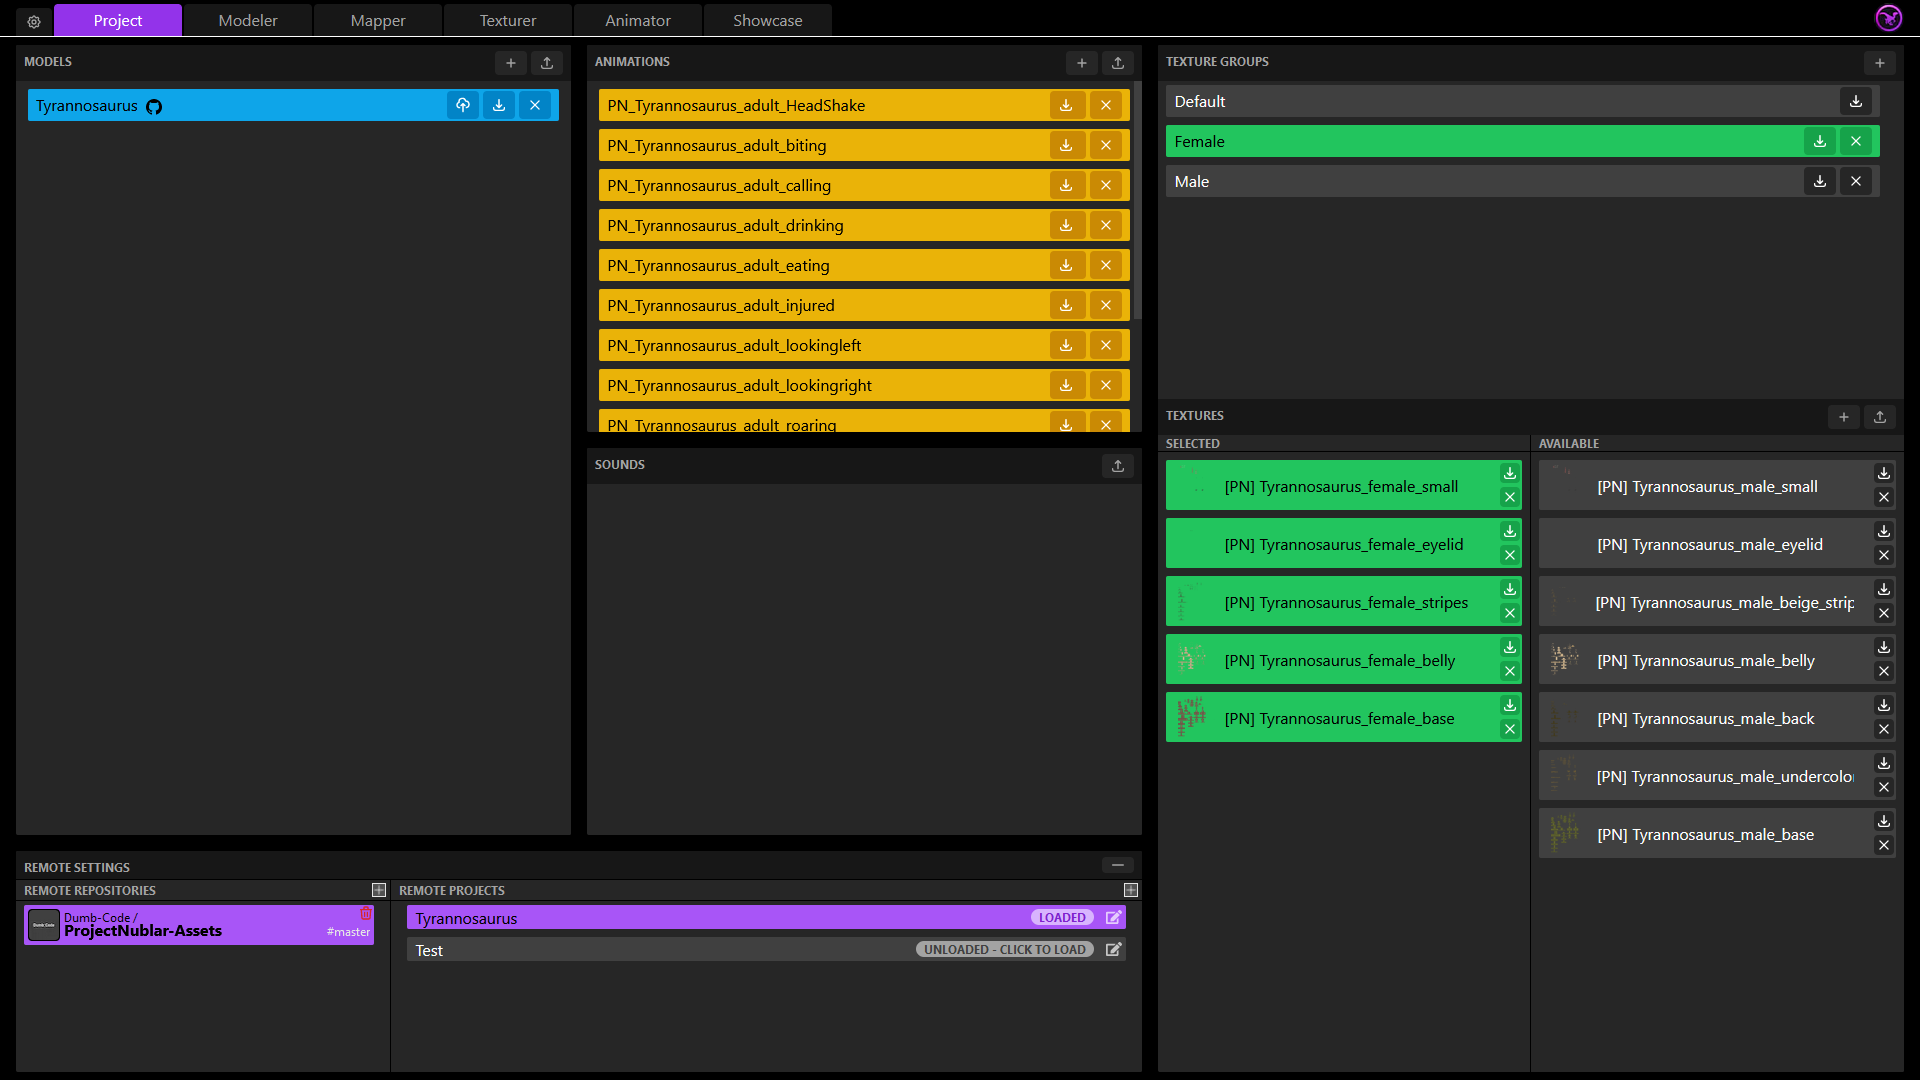 Project
Modeler
Mapper
Texturer
Animator
Showcase
MODELS
Tyrannosaurus
ANIMATIONS
PN_Tyrannosaurus_adult_HeadShake
PN_Tyrannosaurus_adult_biting
PN_Tyrannosaurus_adult_calling
PN_Tyrannosaurus_adult_drinking
PN_Tyrannosaurus_adult_eating
PN_Tyrannosaurus_adult_injured
PN_Tyrannosaurus_adult_lookingleft
PN_Tyrannosaurus_adult_lookingright
PN_Tyrannosaurus_adult_roaring
SOUNDS
TEXTURE GROUPS
Default
Female
Male
TEXTURES
SELECTED
[PN] Tyrannosaurus_female_small
[PN] Tyrannosaurus_female_eyelid
[PN] Tyrannosaurus_female_stripes
[PN] Tyrannosaurus_female_belly
[PN] Tyrannosaurus_female_base
AVAILABLE
[PN] Tyrannosaurus_male_small
[PN] Tyrannosaurus_male_eyelid
[PN] Tyrannosaurus_male_beige_strip
[PN] Tyrannosaurus_male_belly
[PN] Tyrannosaurus_male_back
[PN] Tyrannosaurus_male_undercolo
[PN] Tyrannosaurus_male_base
REMOTE SETTINGS
REMOTE REPOSITORIES
Dumb-Code /
ProjectNublar-Assets
#master
REMOTE PROJECTS
Tyrannosaurus
LOADED
Test
UNLOADED - CLICK TO LOAD